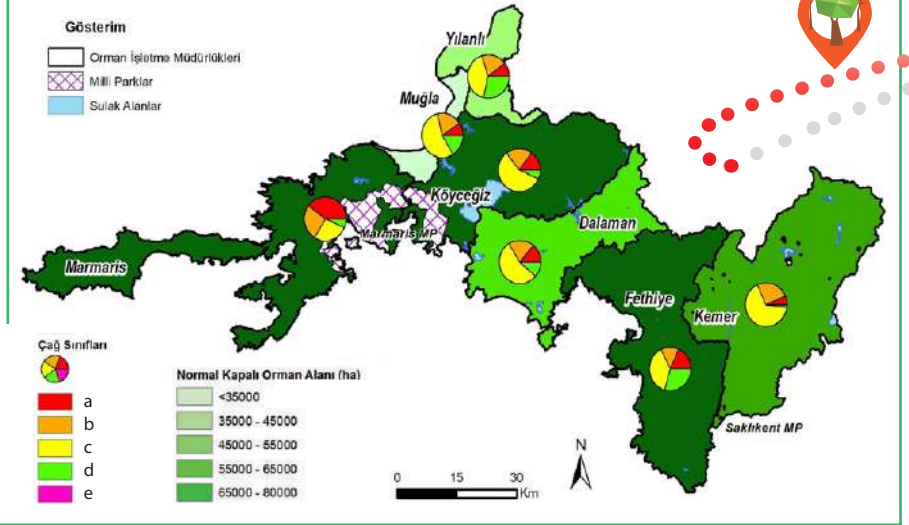 Gösterim
Orman İşletme Müdürlükleri
Milli Parklar
Sulak Alanlar
Yılanlı
Muğla
Köyceğiz
Marmaris MP
Dalaman
Marmaris
Fethiye
Kemer
Saklıkent MP
Çağ Sınıfları
a
b
c
d
e
Normal Kapalı Orman Alanı (ha)
<35000
35000 - 45000
45000 - 55000
55000 - 65000
65000 - 80000
0 15 30
Km
N